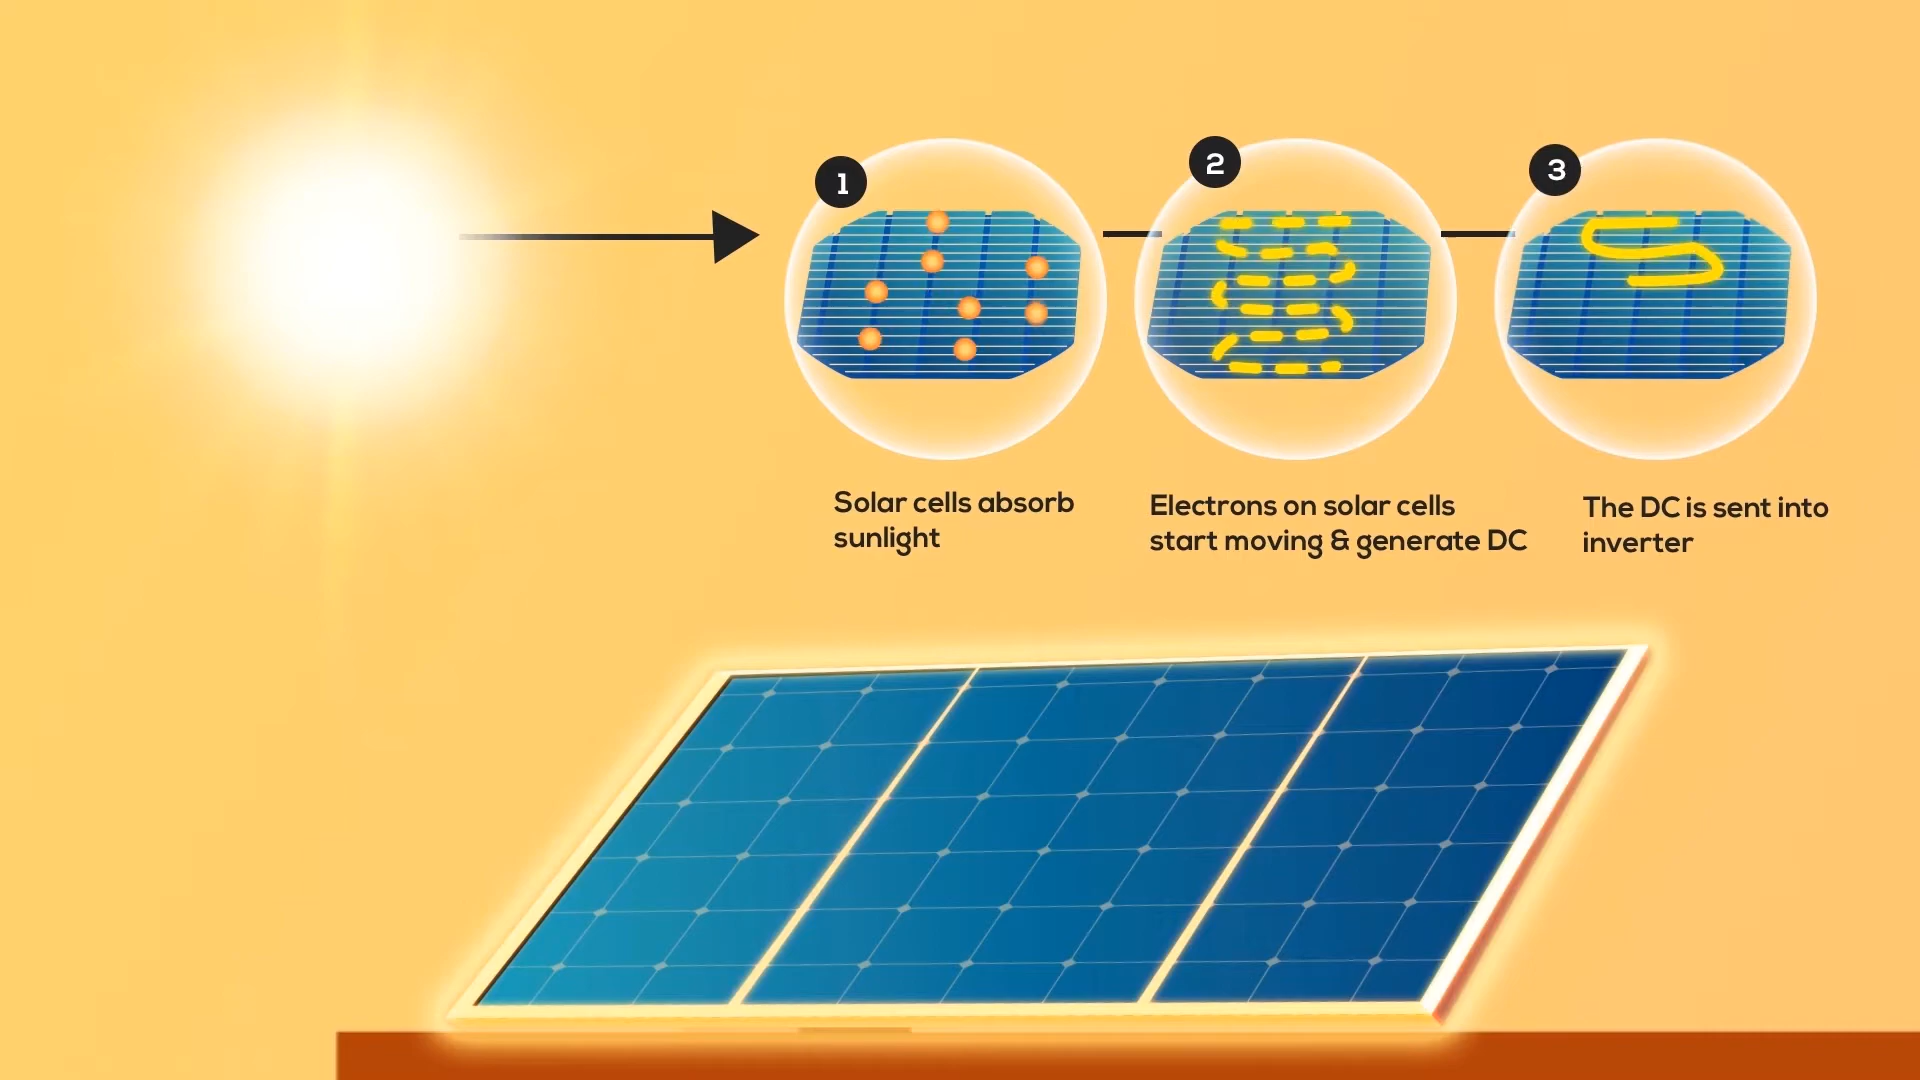 1
Solar cells absorb
sunlight
2
Electrons on solar cells
start moving & generate DC
3
The DC is sent into
inverter